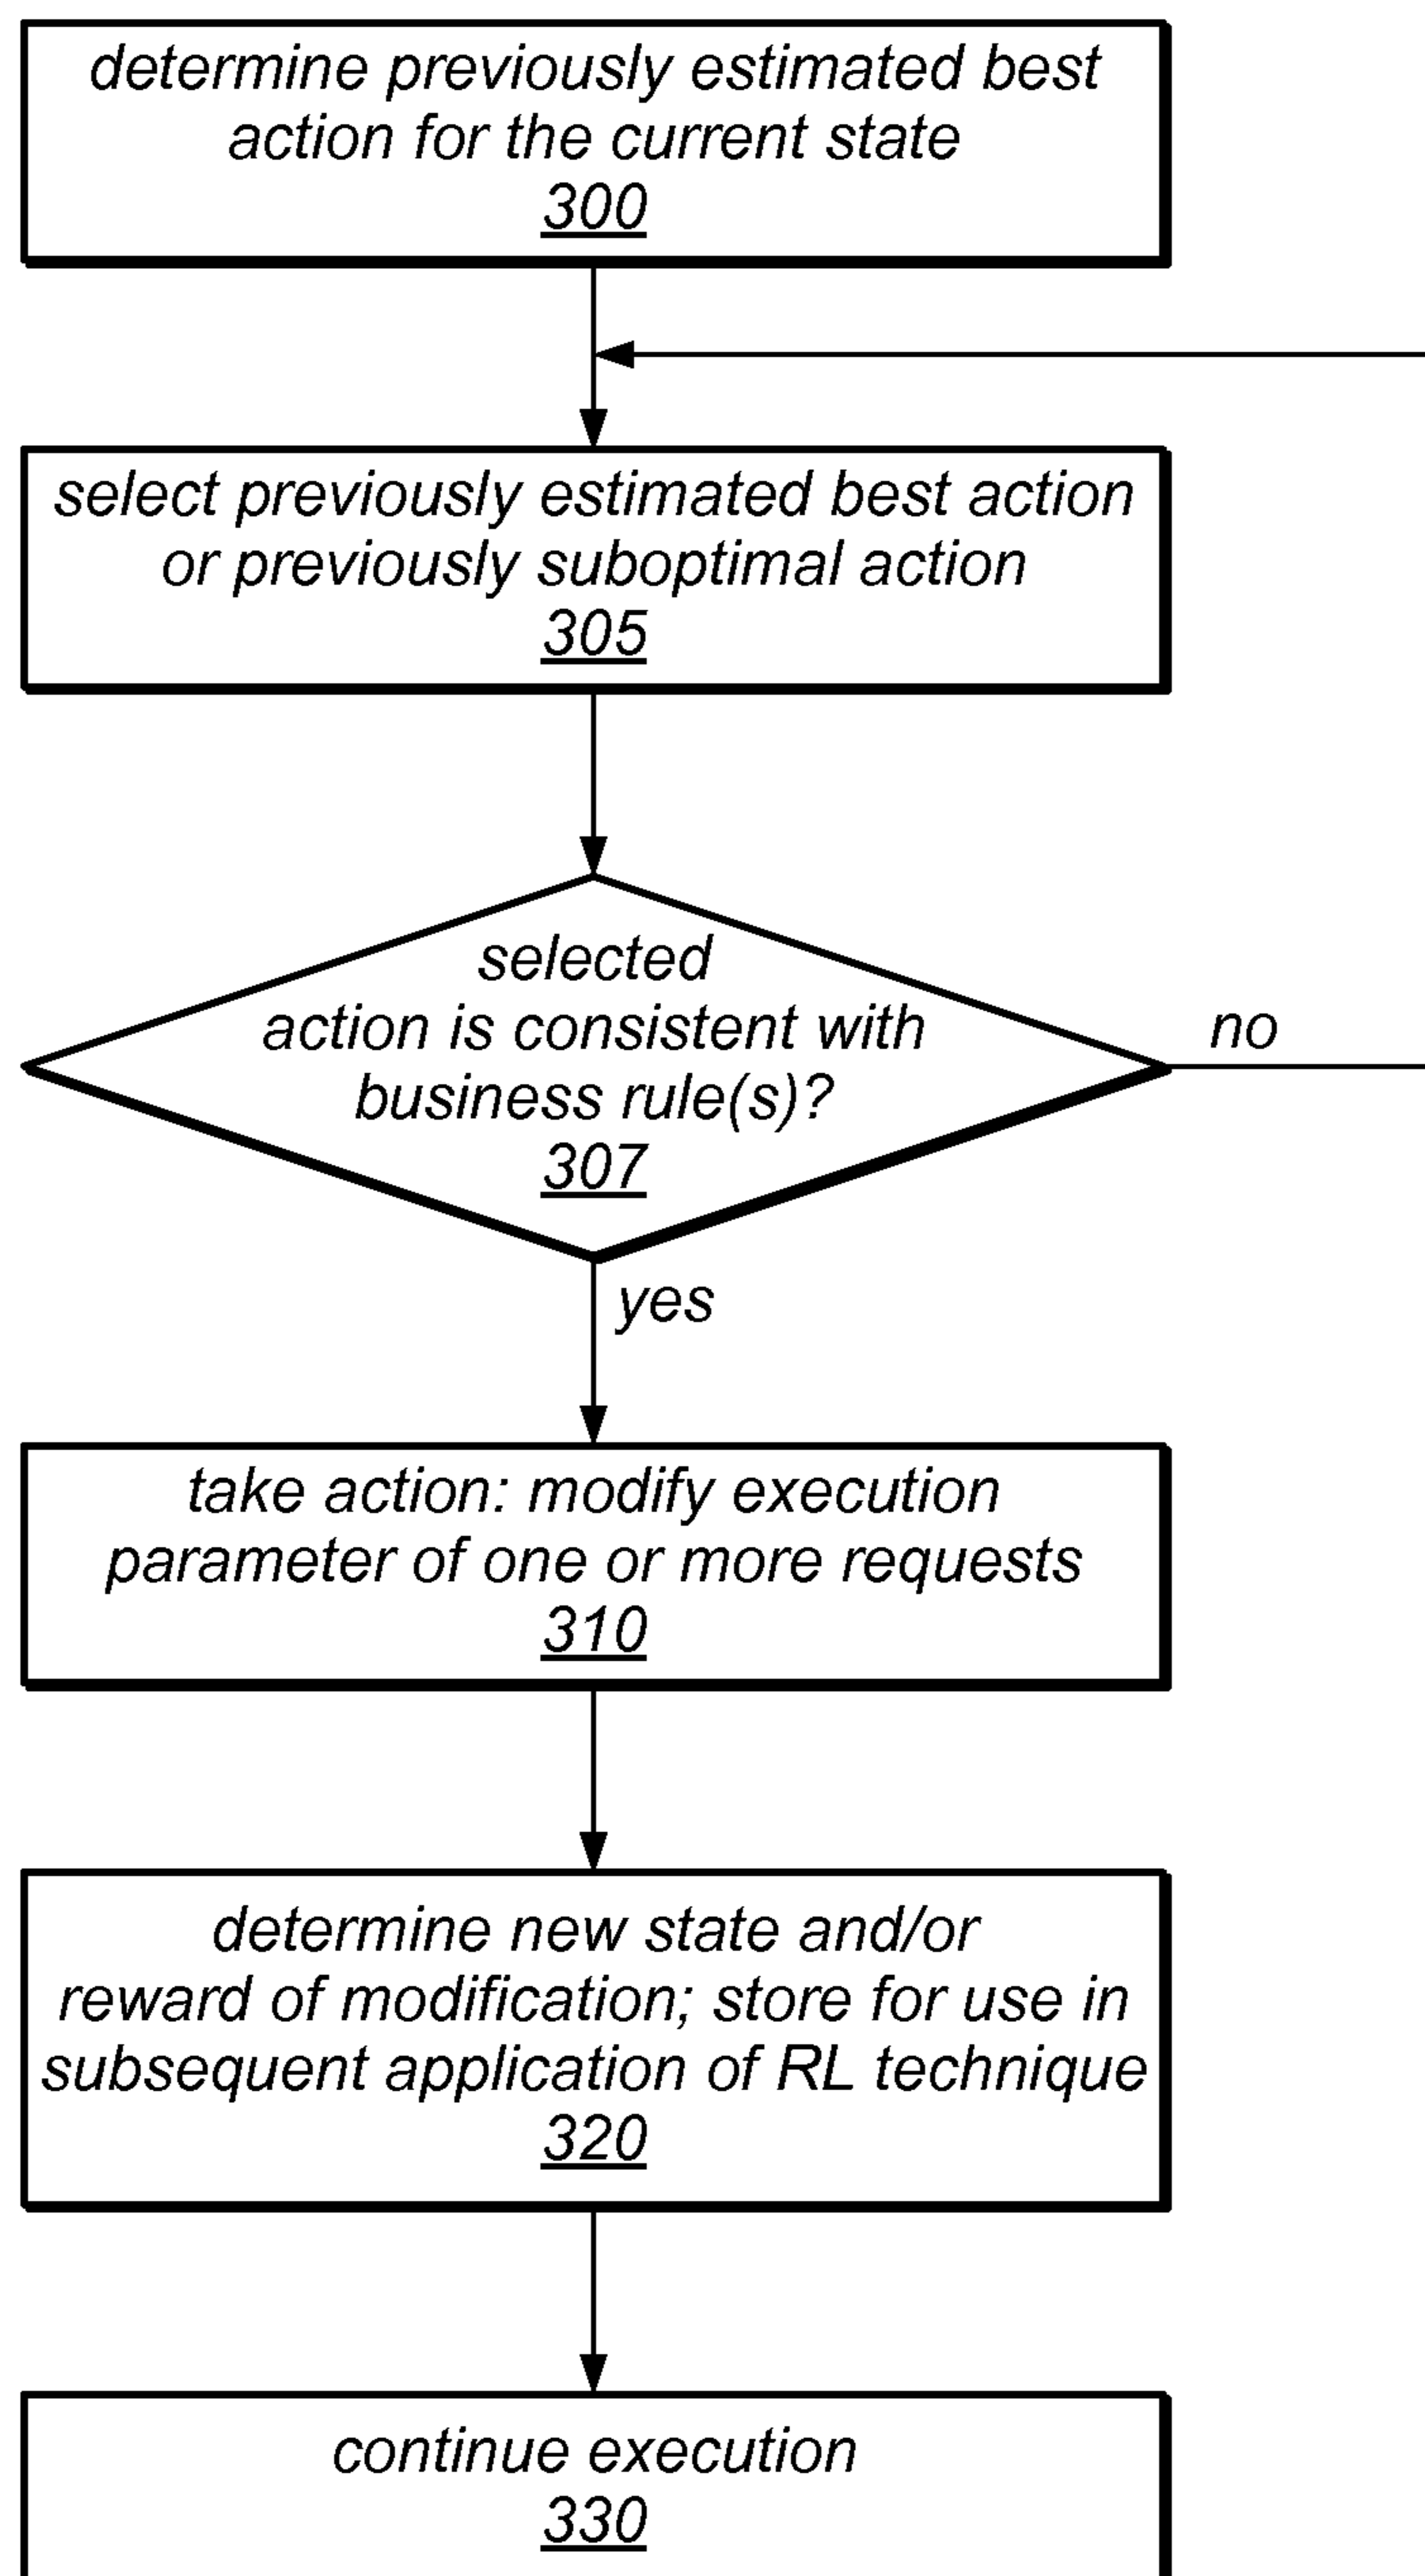 determine previously estimated best
action for the current state
300
select previously estimated best action
or previously suboptimal action
305
selected
action is consistent with
business rule(s)?
307
no
yes
take action: modify execution
parameter of one or more requests
310
determine new state and/or
reward of modification; store for use in
subsequent application of RL technique
320
continue execution
330